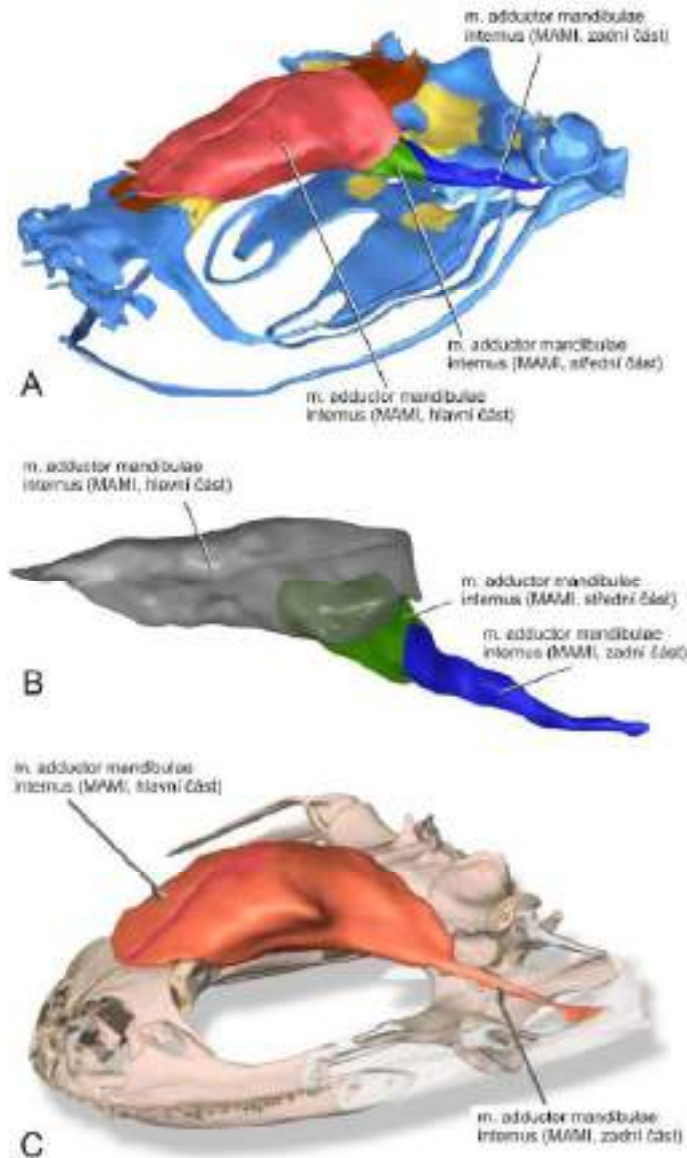 m. adductor mandibulae
internus (MAMI, zadní část)
m. adductor mandibulae
internus (MAMI, střední část)
A
m. adductor mandibulae
internus (MAMI, hlavní část)
m. adductor mandibulae
internus (MAMI, hlavní část)
m. adductor mandibulae
internus (MAMI, střední část)
m. adductor mandibulae
internus (MAMI, zadní část)
B
m. adductor mandibulae
internus (MAMI, hlavní část)
m. adductor mandibulae
internus (MAMI, zadní část)
C